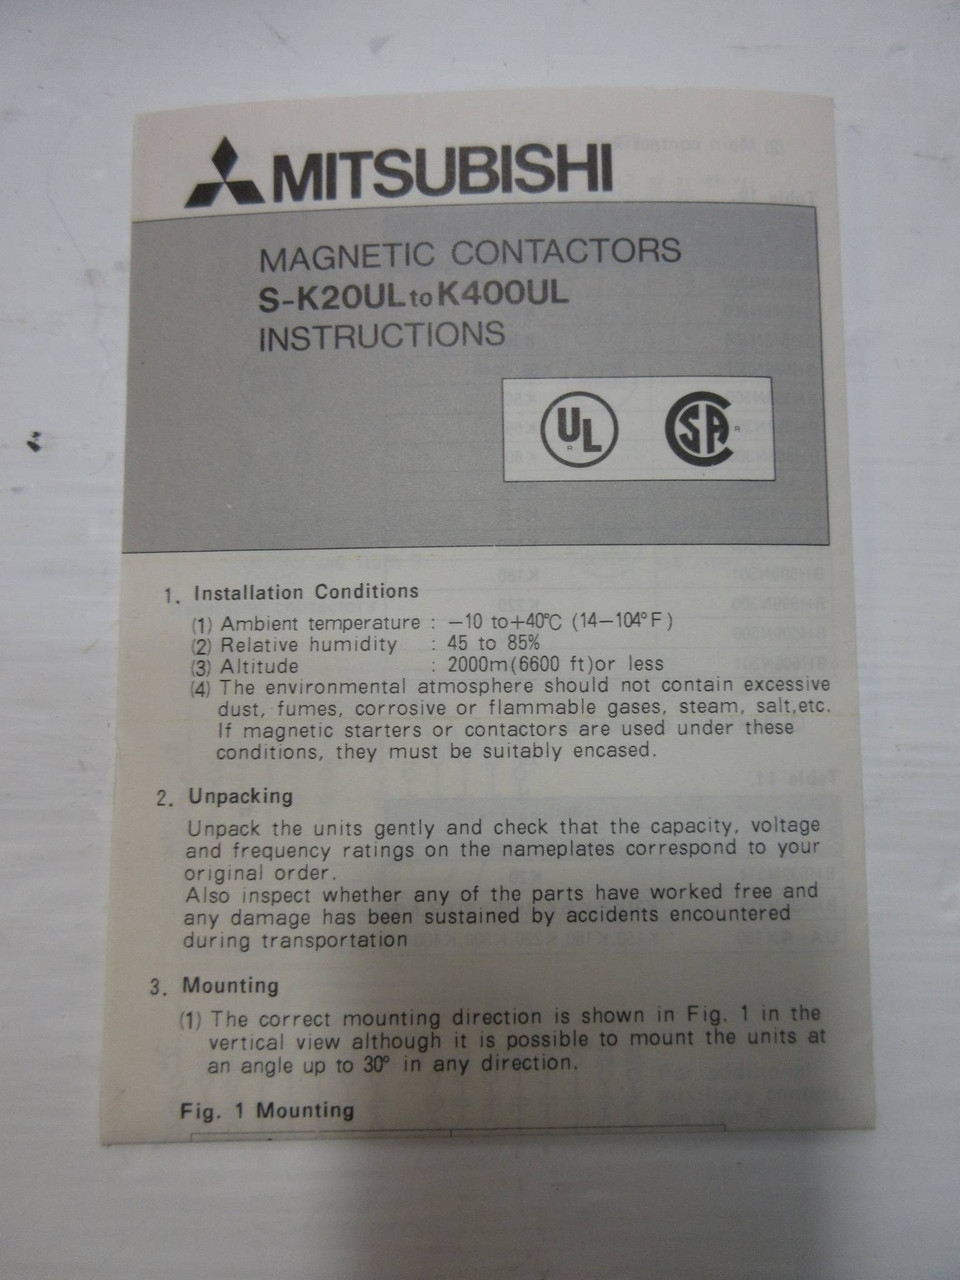 MITSUBISHI
MAGNETIC CONTACTORS
S-K20UL to K400UL
INSTRUCTIONS
UL R SA R
1. Installation Conditions
(1) Ambient temperature : −10 to+40℃ (14−104°F)
(2) Relative humidity : 45 to 85%
(3) Altitude : 2000m(6600 ft)or less
(4) The environmental atmosphere should not contain excessive
dust, fumes, corrosive or flammable gases, steam, salt,etc.
If magnetic starters or contactors are used under these
conditions, they must be suitably encased.
2. Unpacking
Unpack the units gently and check that the capacity, voltage
and frequency ratings on the nameplates correspond to your
original order.
Also inspect whether any of the parts have worked free and
any damage has been sustained by accidents encountered
during transportation
3. Mounting
(1) The correct mounting direction is shown in Fig. 1 in the
vertical view although it is possible to mount the units at
an angle up to 30° in any direction.
Fig. 1 Mounting